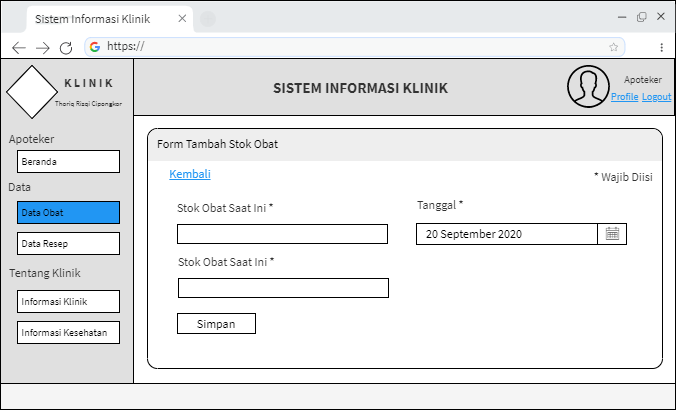 Sistem Informasi Klinik
https://
KLINIK
Thoriq Rizqi Cipongkor
SISTEM INFORMASI KLINIK
Apoteker
Profile Logout
Apoteker
Beranda
Data
Data Obat
Data Resep
Tentang Klinik
Informasi Klinik
Informasi Kesehatan
Form Tambah Stok Obat
Kembali
* Wajib Diisi
Stok Obat Saat Ini *
Tanggal *
20 September 2020
Stok Obat Saat Ini *
Simpan